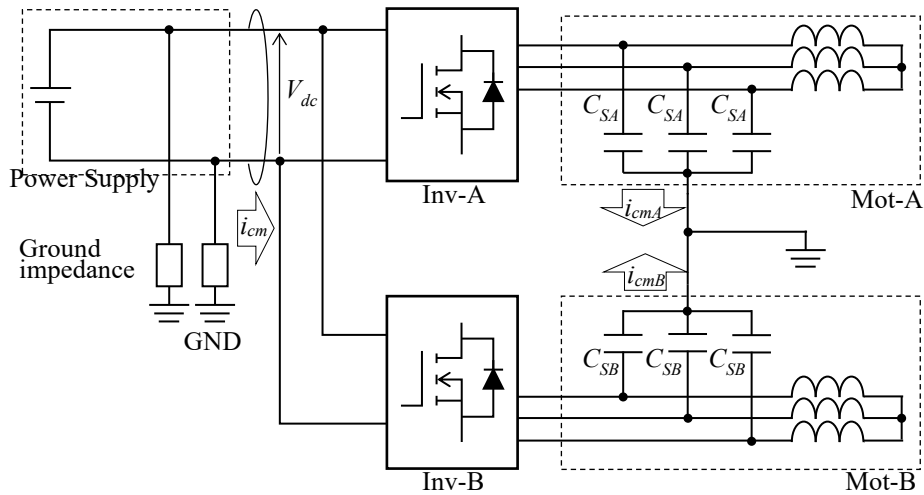 V_dc
C_SA C_SA C_SA
Power Supply
Inv-A
Mot-A
i_cm
i_cmA
Ground
impedance
i_cmB
GND
C_SB C_SB C_SB
Inv-B
Mot-B